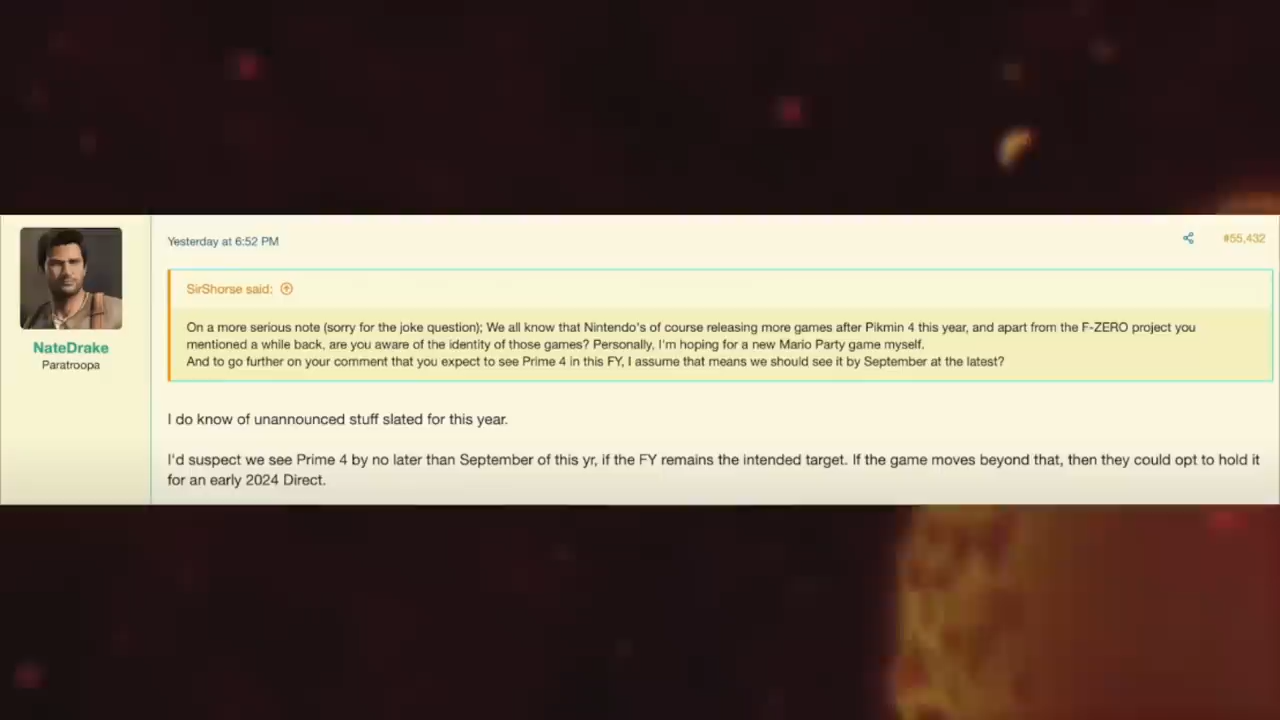 Yesterday at 6:52 PM
#55,432
SirShorse said:
On a more serious note (sorry for the joke question); We all know that Nintendo's of course releasing more games after Pikmin 4 this year, and apart from the F-ZERO project you
mentioned a while back, are you aware of the identity of those games? Personally, I'm hoping for a new Mario Party game myself.
And to go further on your comment that you expect to see Prime 4 in this FY, I assume that means we should see it by September at the latest?
NateDrake
Paratroopa
I do know of unannounced stuff slated for this year.
I'd suspect we see Prime 4 by no later than September of this yr, if the FY remains the intended target. If the game moves beyond that, then they could opt to hold it
for an early 2024 Direct.